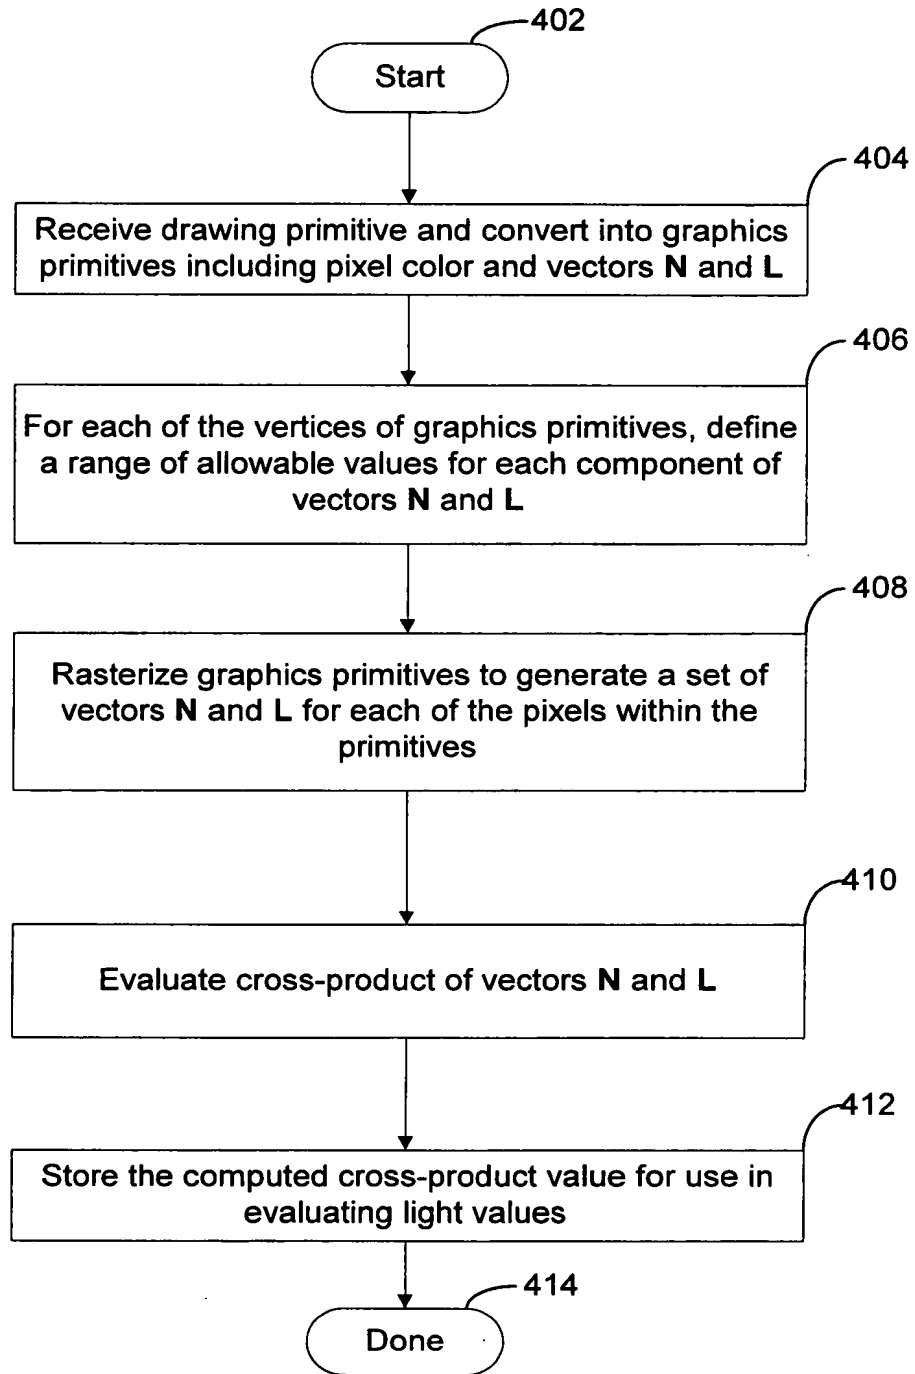 402
Start
404
Receive drawing primitive and convert into graphics
primitives including pixel color and vectors N and L
406
For each of the vertices of graphics primitives, define
a range of allowable values for each component of
vectors N and L
408
Rasterize graphics primitives to generate a set of
vectors N and L for each of the pixels within the
primitives
410
Evaluate cross-product of vectors N and L
412
Store the computed cross-product value for use in
evaluating light values
414
Done